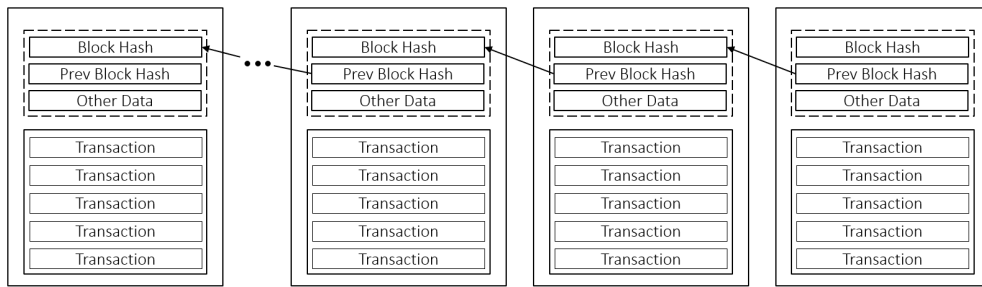 Block Hash
Prev Block Hash
Other Data
Transaction
Transaction
Transaction
Transaction
Transaction
Block Hash
Prev Block Hash
Other Data
Transaction
Transaction
Transaction
Transaction
Transaction
Block Hash
Prev Block Hash
Other Data
Transaction
Transaction
Transaction
Transaction
Transaction
Block Hash
Prev Block Hash
Other Data
Transaction
Transaction
Transaction
Transaction
Transaction